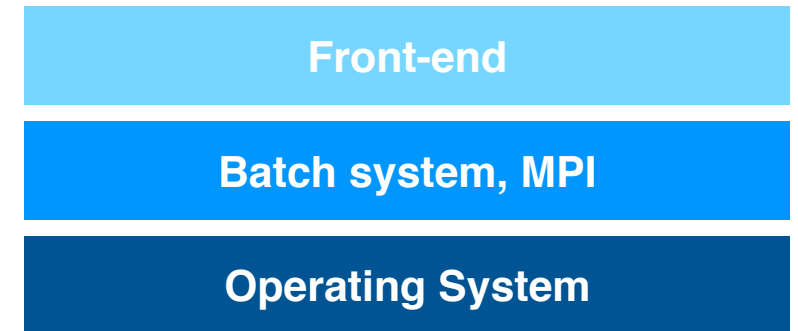 Front-end
Batch system, MPI
Operating System